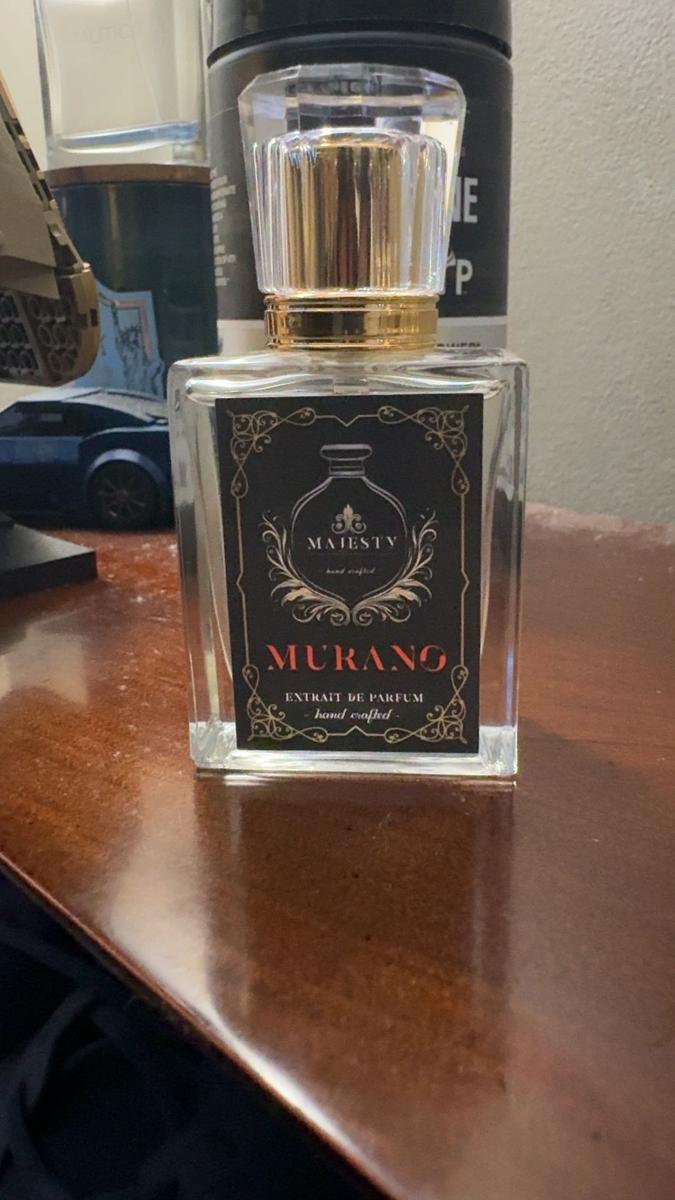 MAJESTY
- hand crafted -
MURANO
EXTRAIT DE PARFUM
- hand crafted -